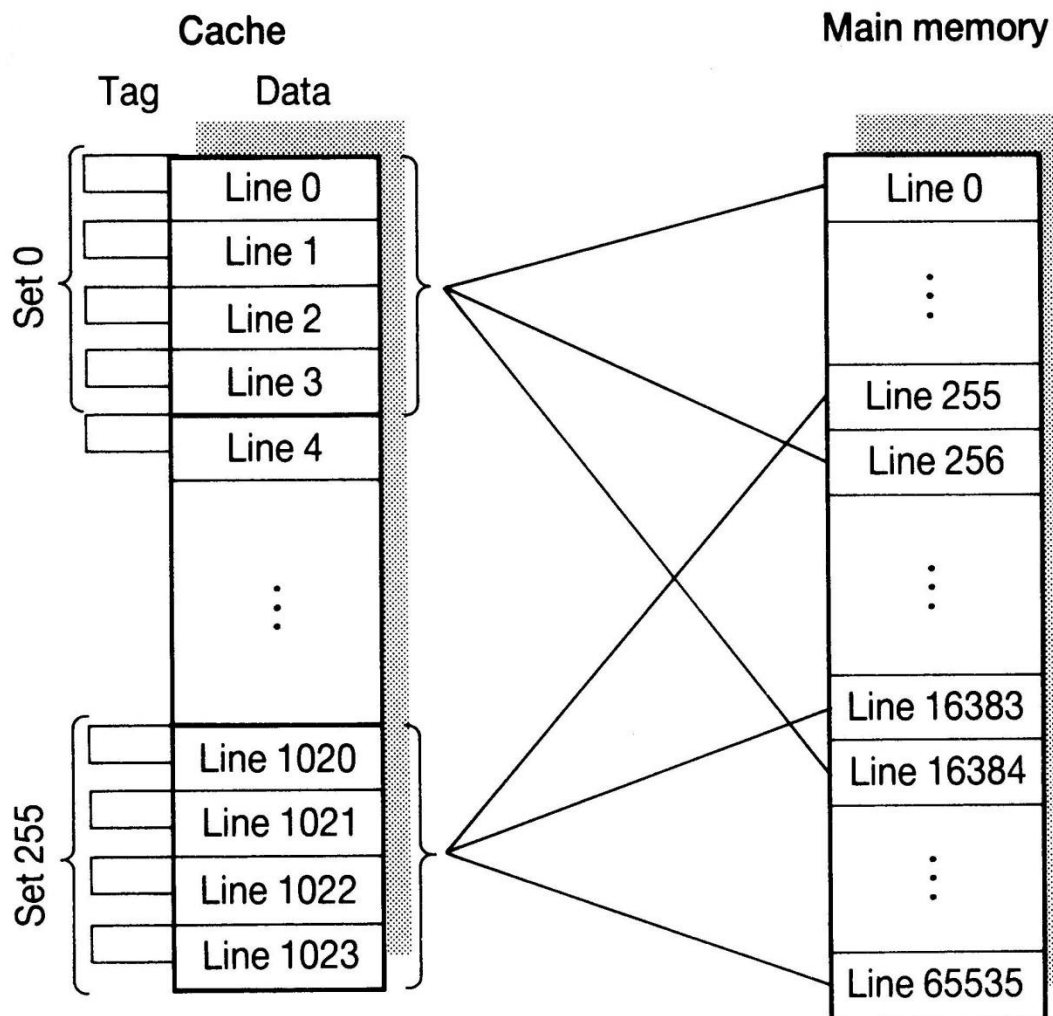 Cache
Main memory
Tag
Data
Set 0
Line 0
Line 1
Line 2
Line 3
Line 4
⋮
Set 255
Line 1020
Line 1021
Line 1022
Line 1023
Line 0
⋮
Line 255
Line 256
⋮
Line 16383
Line 16384
⋮
Line 65535